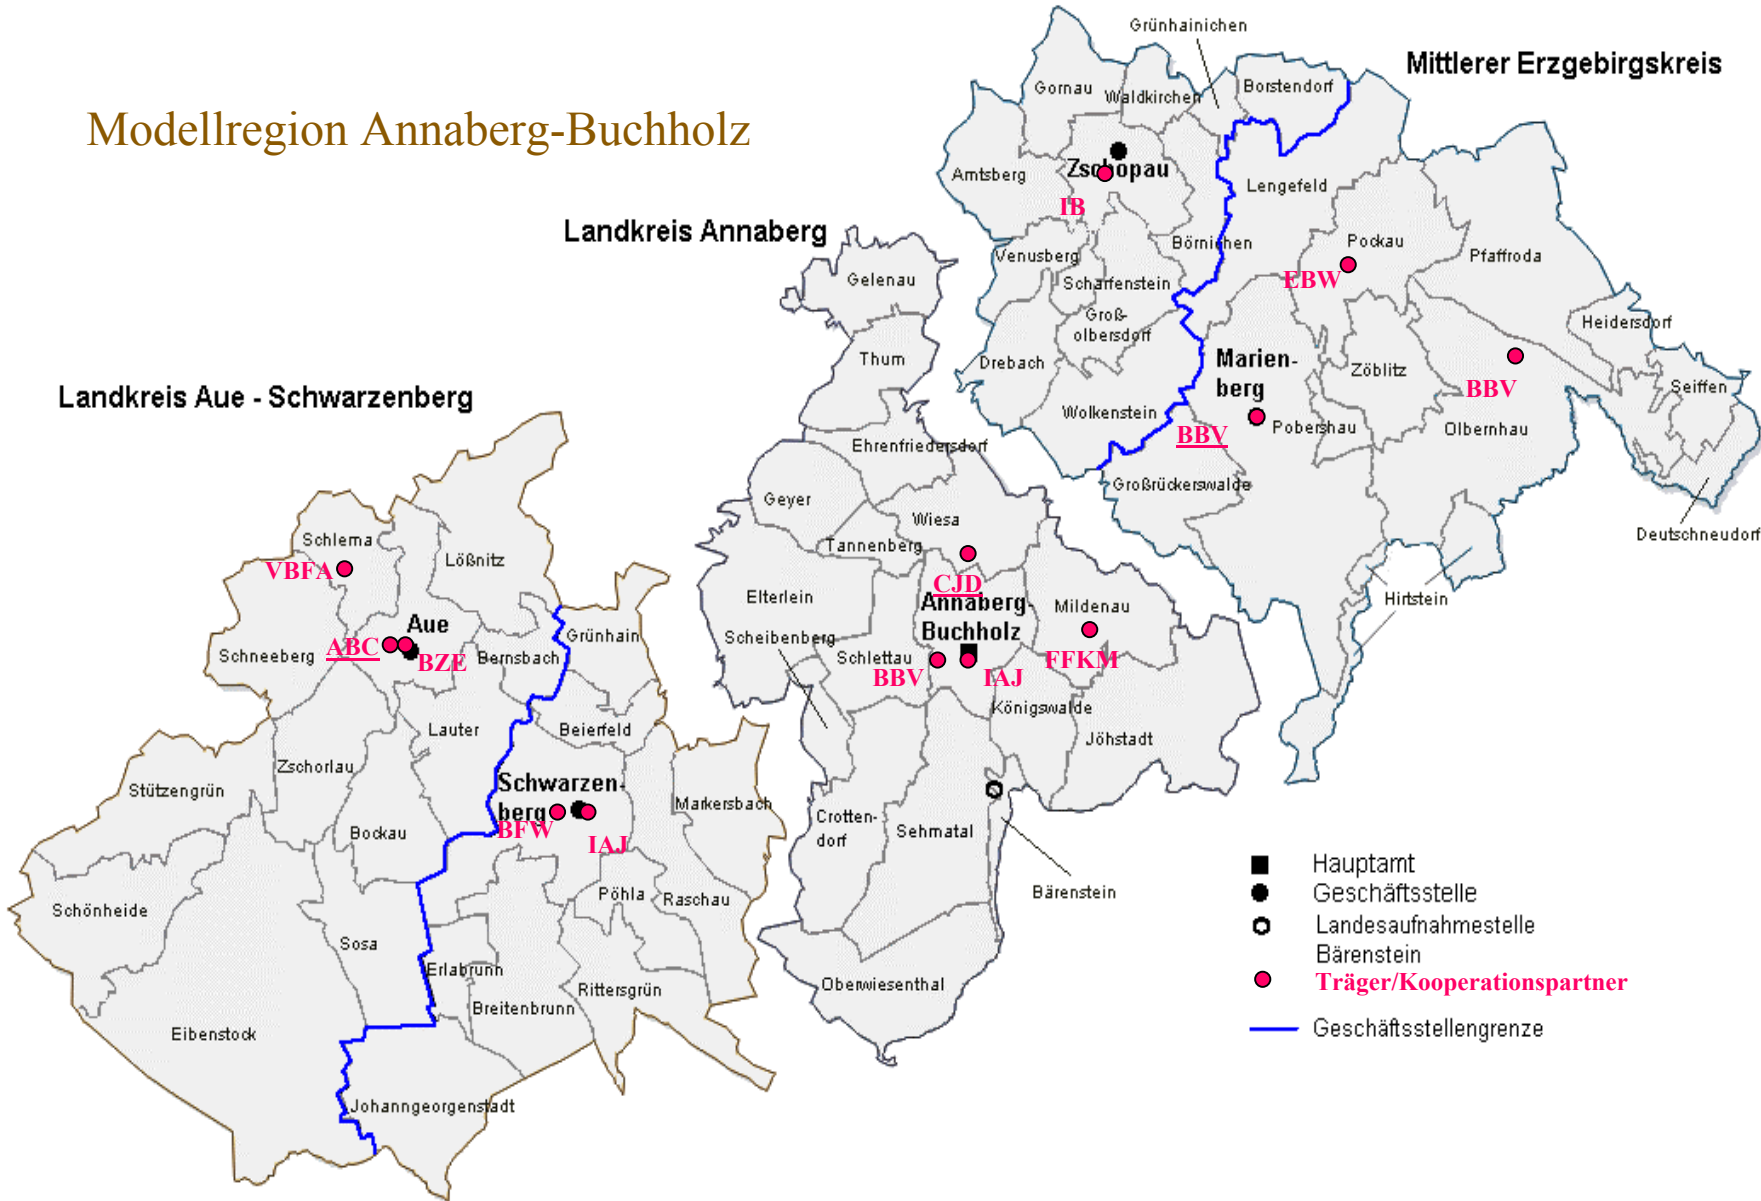 Modellregion Annaberg-Buchholz
Mittlerer Erzgebirgskreis
Grünhainichen
Gornau
Waldkirchen
Borstendorf
Amtsberg
Zschopau
IB
Lengefeld
Börnichen
Pockau
EBW
Pfaffroda
Venusberg
Scharfenstein
Groß-
olbersdorf
Drebach
Wolkenstein
Marien-
berg
BBV
Pobershau
Zöblitz
Heidersdorf
BBV
Seiffen
Olbernhau
Großrückerswalde
Deutschneudorf
Hirtstein
Landkreis Annaberg
Gelenau
Thum
Ehrenfriedersdorf
Geyer
Wiesa
Tannenberg
CJD
Elterlein
Annaberg-
Buchholz
Mildenau
Scheibenberg
Schlettau
BBV
IAJ
FFKM
Königswalde
Jöhstadt
Crotten-
dorf
Sehmatal
Bärenstein
Oberwiesenthal
Landkreis Aue - Schwarzenberg
Schlema
VBFA
Lößnitz
Aue
ABC
BZE
Schneeberg
Bernsbach
Grünhain
Lauter
Beierfeld
Zschorlau
Stützengrün
Schwarzen-
berg
BFW
IAJ
Markersbach
Bockau
Schönheide
Pöhla
Raschau
Sosa
Erlabrunn
Rittersgrün
Breitenbrunn
Eibenstock
Johanngeorgenstadt
Hauptamt
Geschäftsstelle
Landesaufnahmestelle
Bärenstein
Träger/Kooperationspartner
Geschäftsstellengrenze